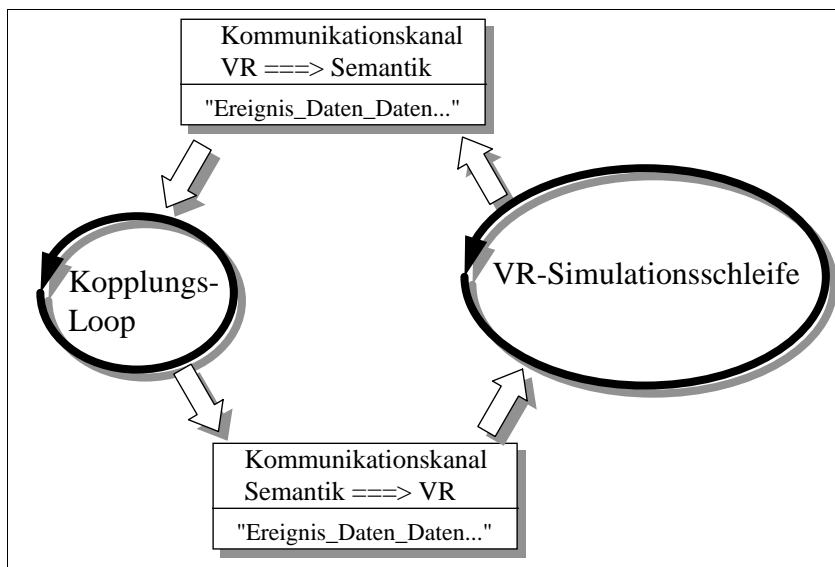 Kommunikationskanal
VR ===> Semantik
"Ereignis_Daten_Daten..."
Kopplungs-
Loop
VR-Simulationsschleife
Kommunikationskanal
Semantik ===> VR
"Ereignis_Daten_Daten..."